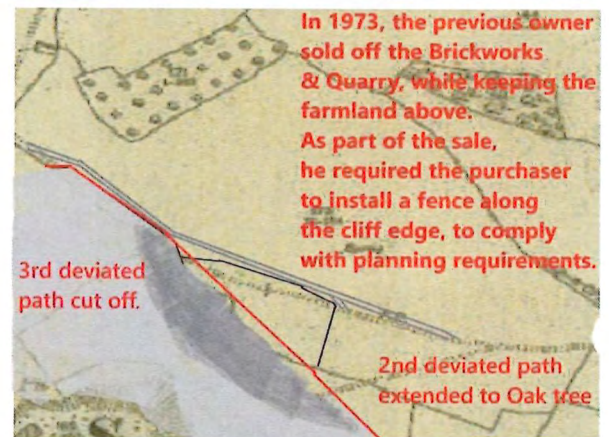 In 1973, the previous owner
sold off the Brickworks
& Quarry, while keeping the
farmland above.
As part of the sale,
he required the purchaser
to install a fence along
the cliff edge, to comply
with planning requirements.
3rd deviated
path cut off.
2nd deviated path
extended to Oak tree